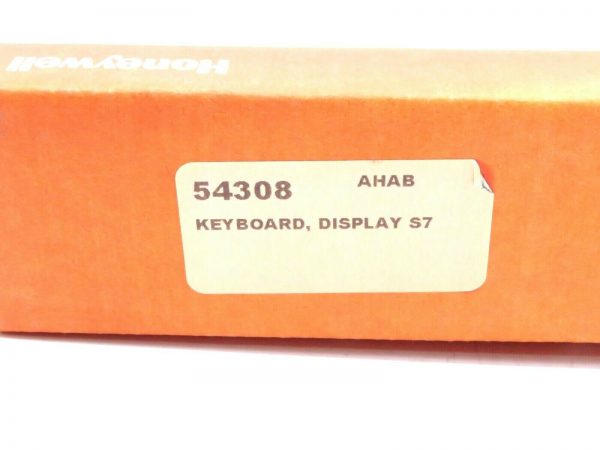 Honeywell
54308 AHAB
KEYBOARD, DISPLAY S7